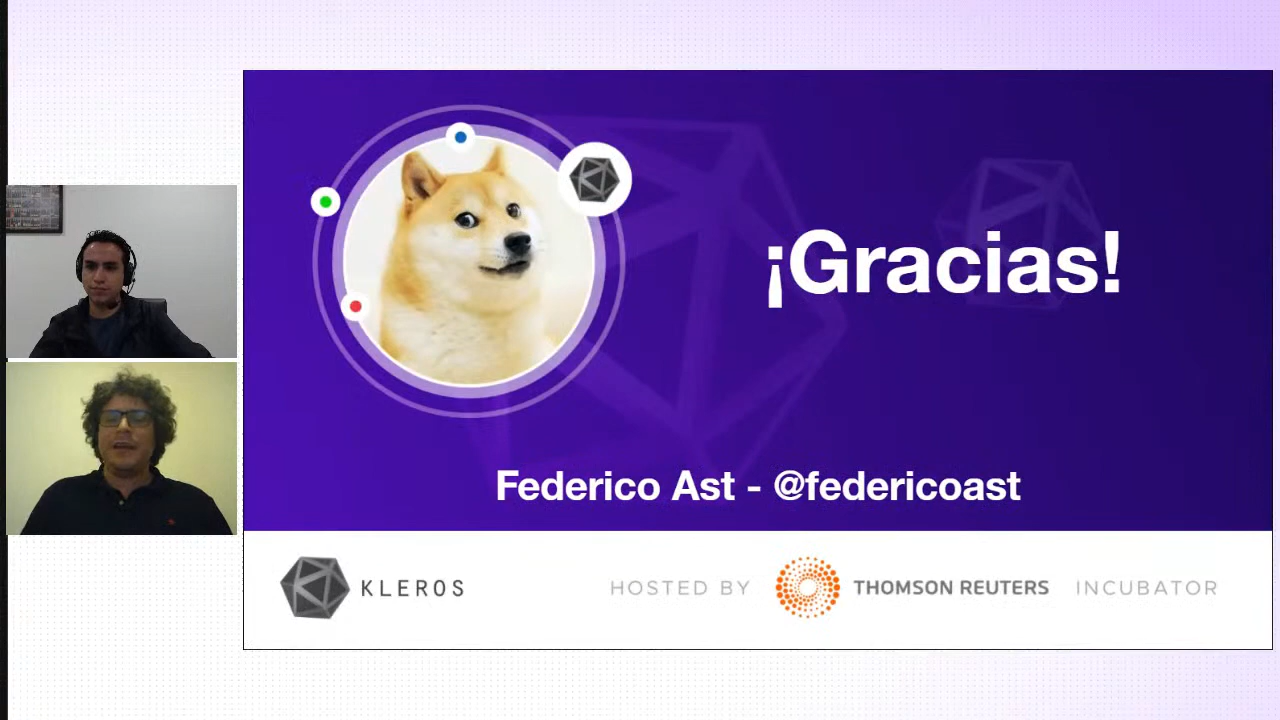 ¡Gracias!
Federico Ast - @federicoast
KLEROS
HOSTED BY THOMSON REUTERS INCUBATOR